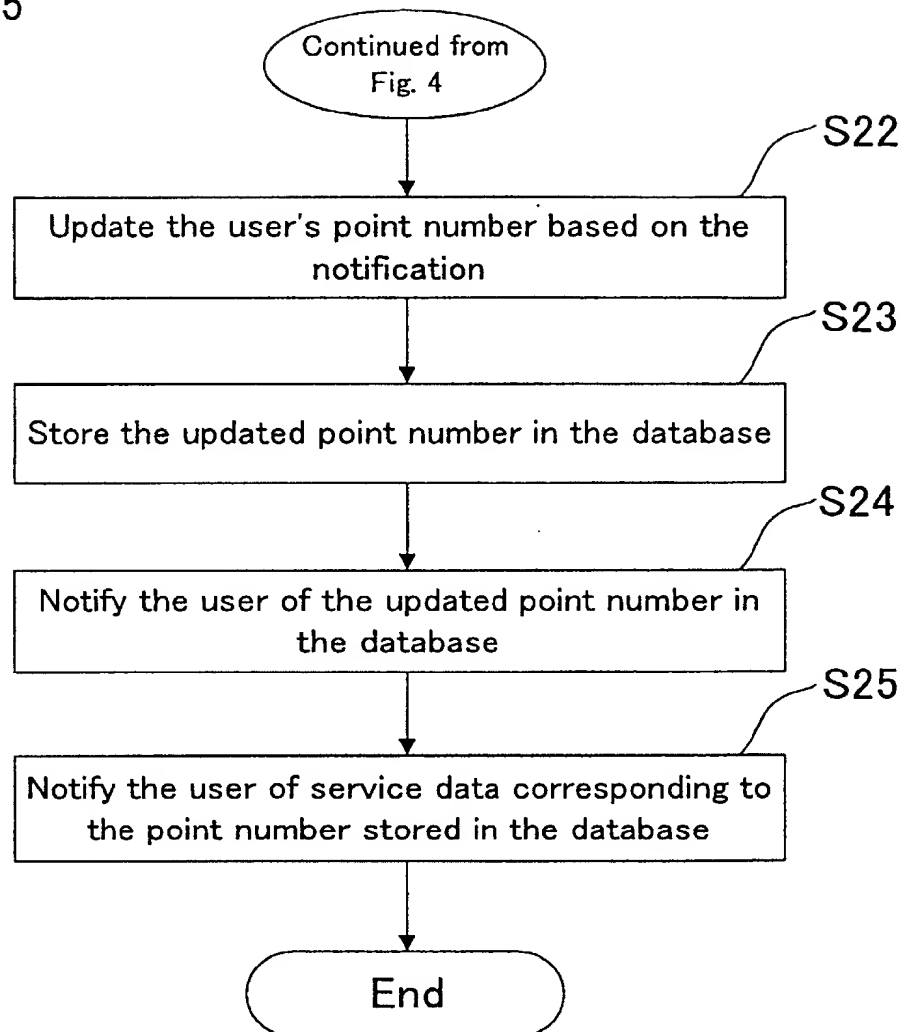 5
Continued from
Fig. 4
S22
Update the user's point number based on the
notification
S23
Store the updated point number in the database
S24
Notify the user of the updated point number in
the database
S25
Notify the user of service data corresponding to
the point number stored in the database
End